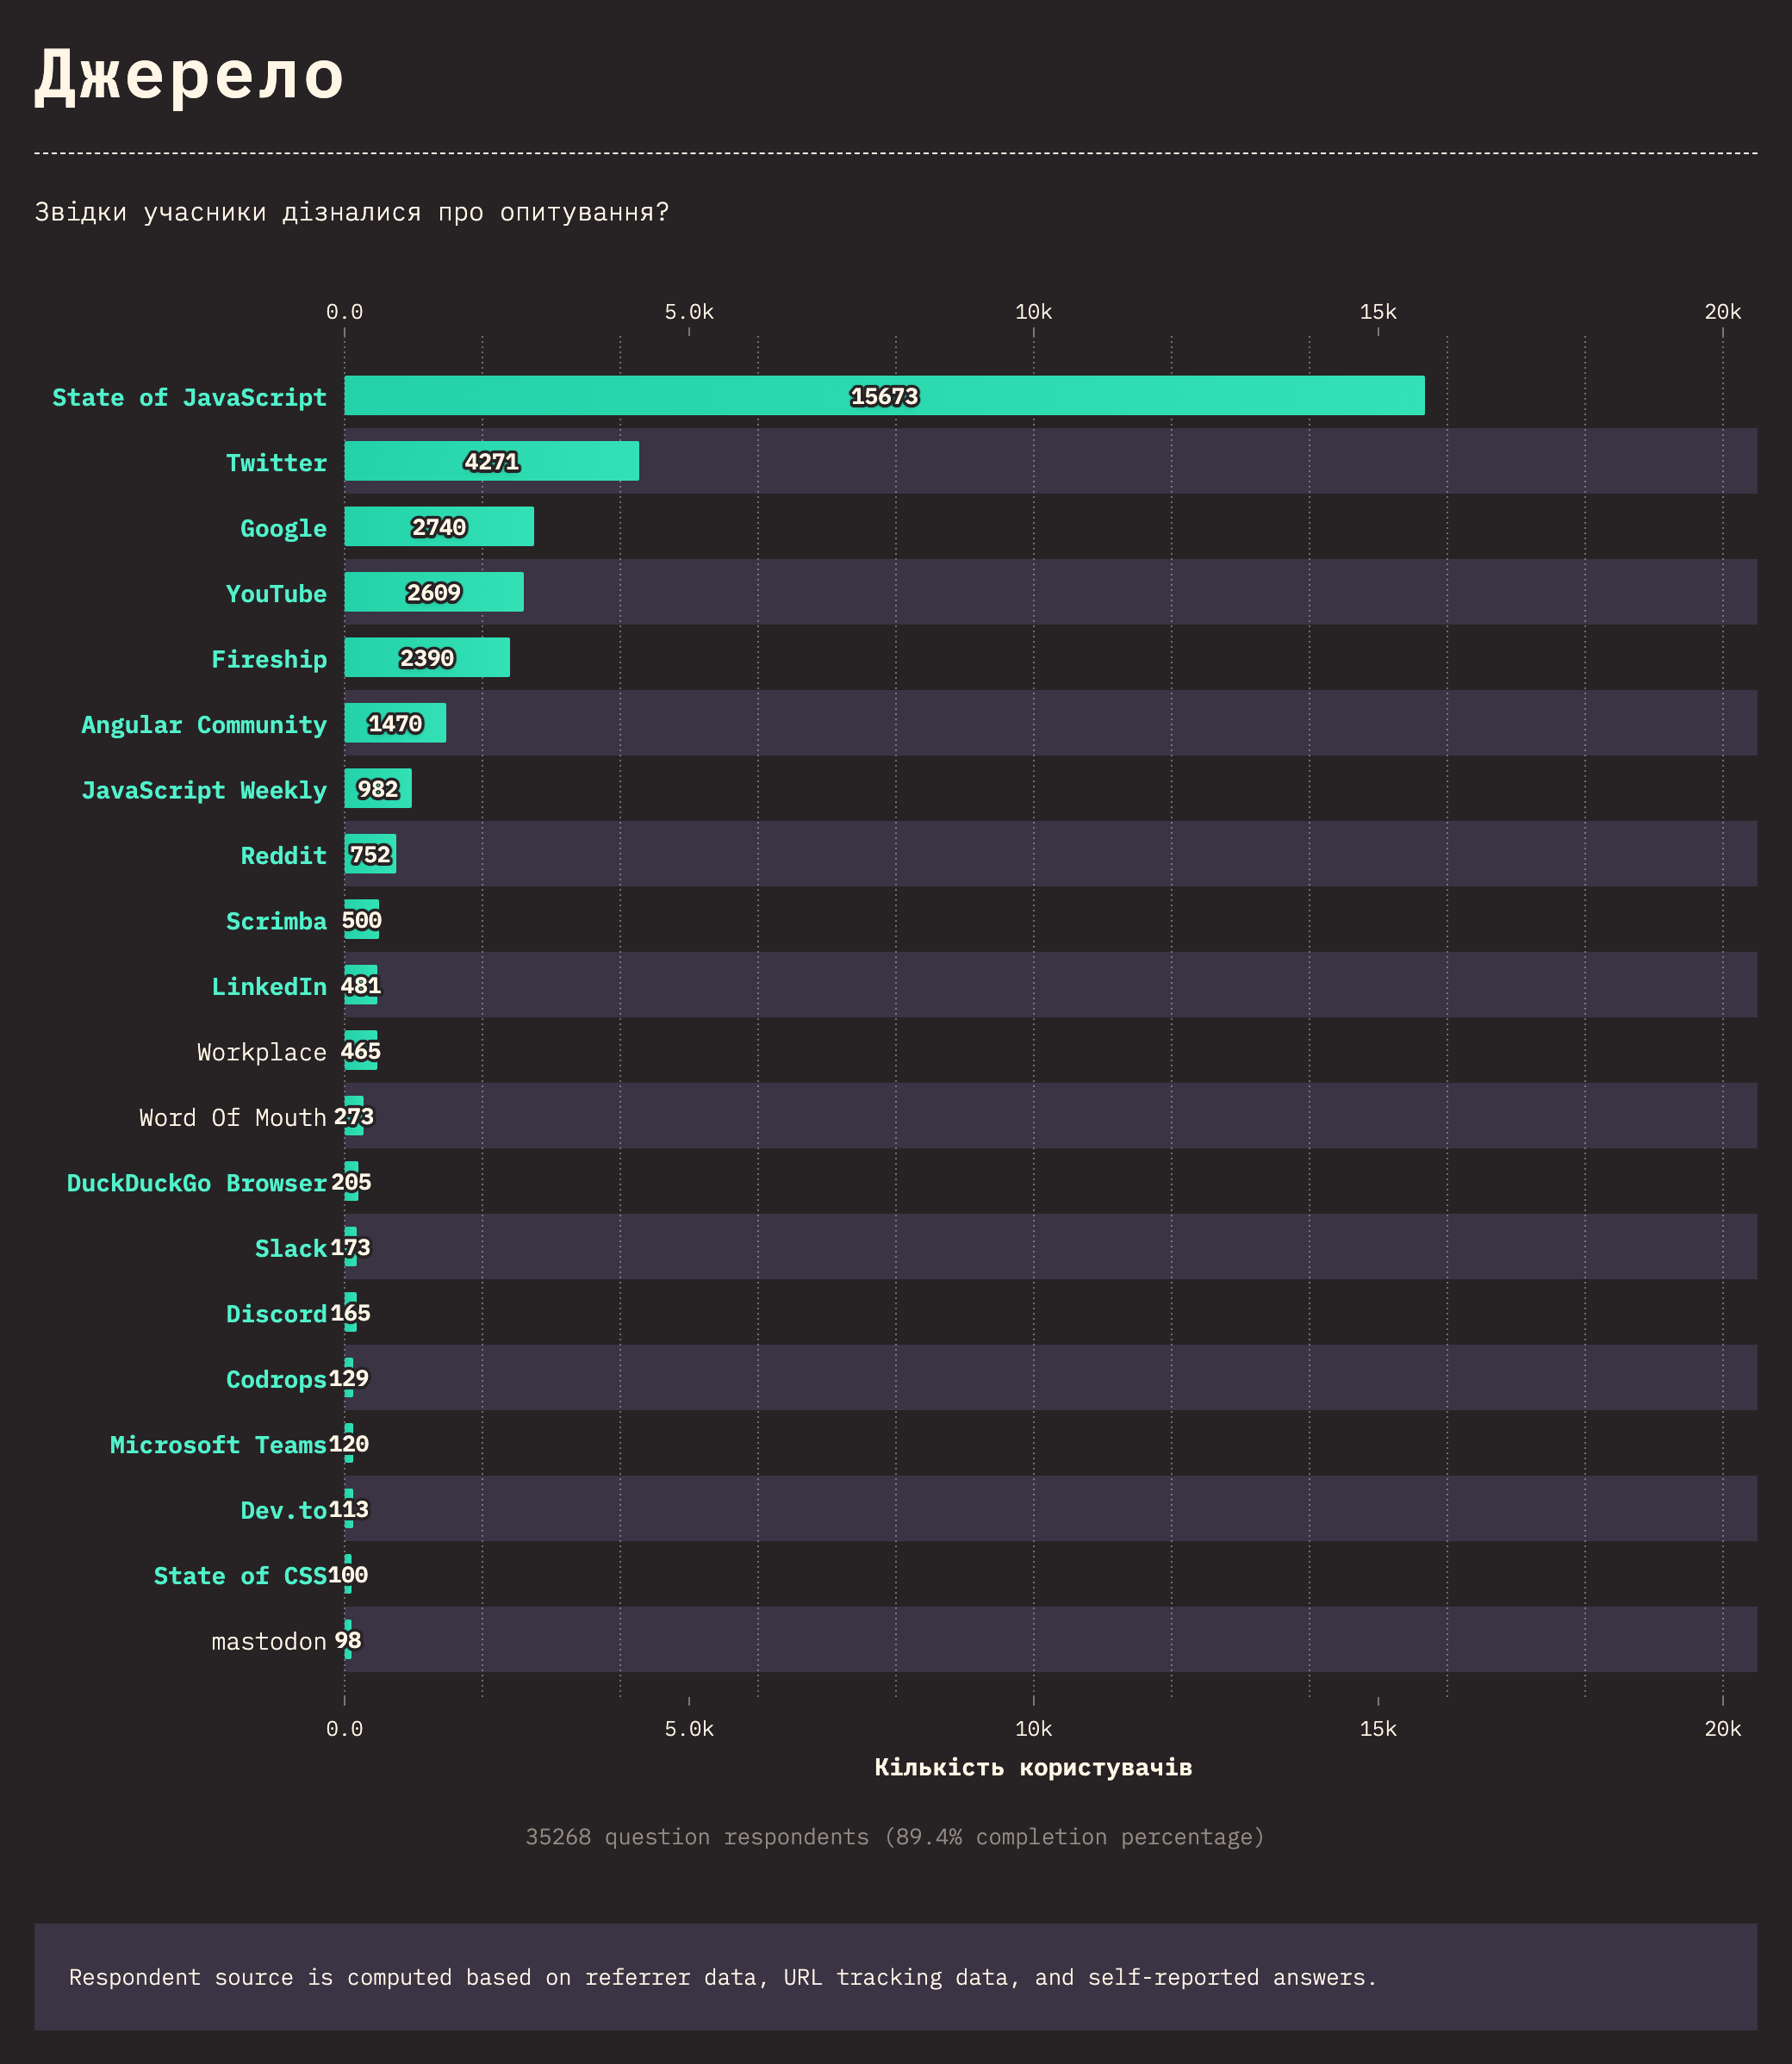 Джерело
Звідки учасники дізналися про опитування?
0.0 5.0k 10k 15k 20k
State of JavaScript 15673
Twitter 4271
Google 2740
YouTube 2609
Fireship 2390
Angular Community 1470
JavaScript Weekly 982
Reddit 752
Scrimba 500
LinkedIn 481
Workplace 465
Word Of Mouth 273
DuckDuckGo Browser 205
Slack 173
Discord 165
Codrops 129
Microsoft Teams 120
Dev.to 113
State of CSS 100
mastodon 98
0.0 5.0k 10k 15k 20k
Кількість користувачів
35268 question respondents (89.4% completion percentage)
Respondent source is computed based on referrer data, URL tracking data, and self-reported answers.